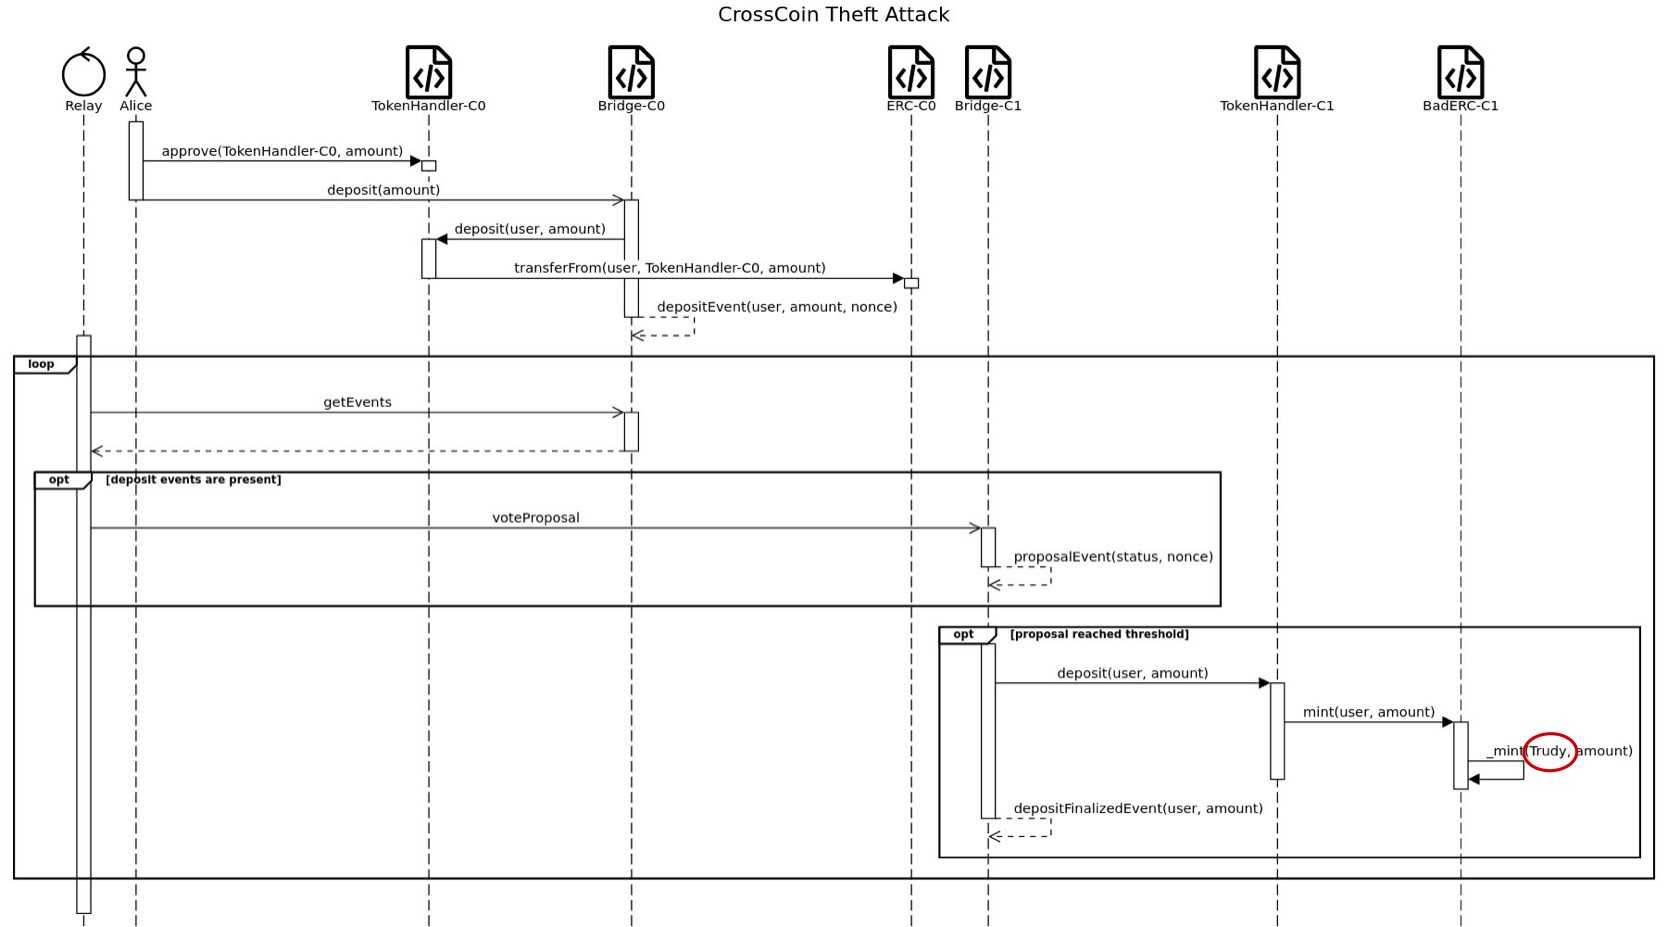 CrossCoin Theft Attack
Relay
Alice
TokenHandler-C0
Bridge-C0
ERC-C0
Bridge-C1
TokenHandler-C1
BadERC-C1
approve(TokenHandler-C0, amount)
deposit(amount)
deposit(user, amount)
transferFrom(user, TokenHandler-C0, amount)
depositEvent(user, amount, nonce)
loop
getEvents
opt
[deposit events are present]
voteProposal
proposalEvent(status, nonce)
opt
[proposal reached threshold]
deposit(user, amount)
mint(user, amount)
_mint(Trudy, amount)
depositFinalizedEvent(user, amount)